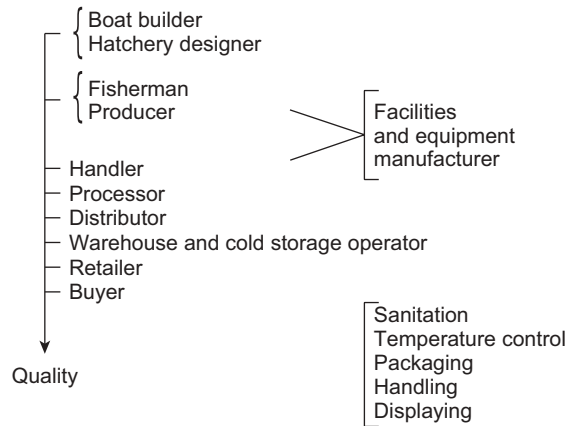 Boat builder
Hatchery designer
Fisherman
Producer
Facilities
and equipment
manufacturer
Handler
Processor
Distributor
Warehouse and cold storage operator
Retailer
Buyer
Quality
Sanitation
Temperature control
Packaging
Handling
Displaying